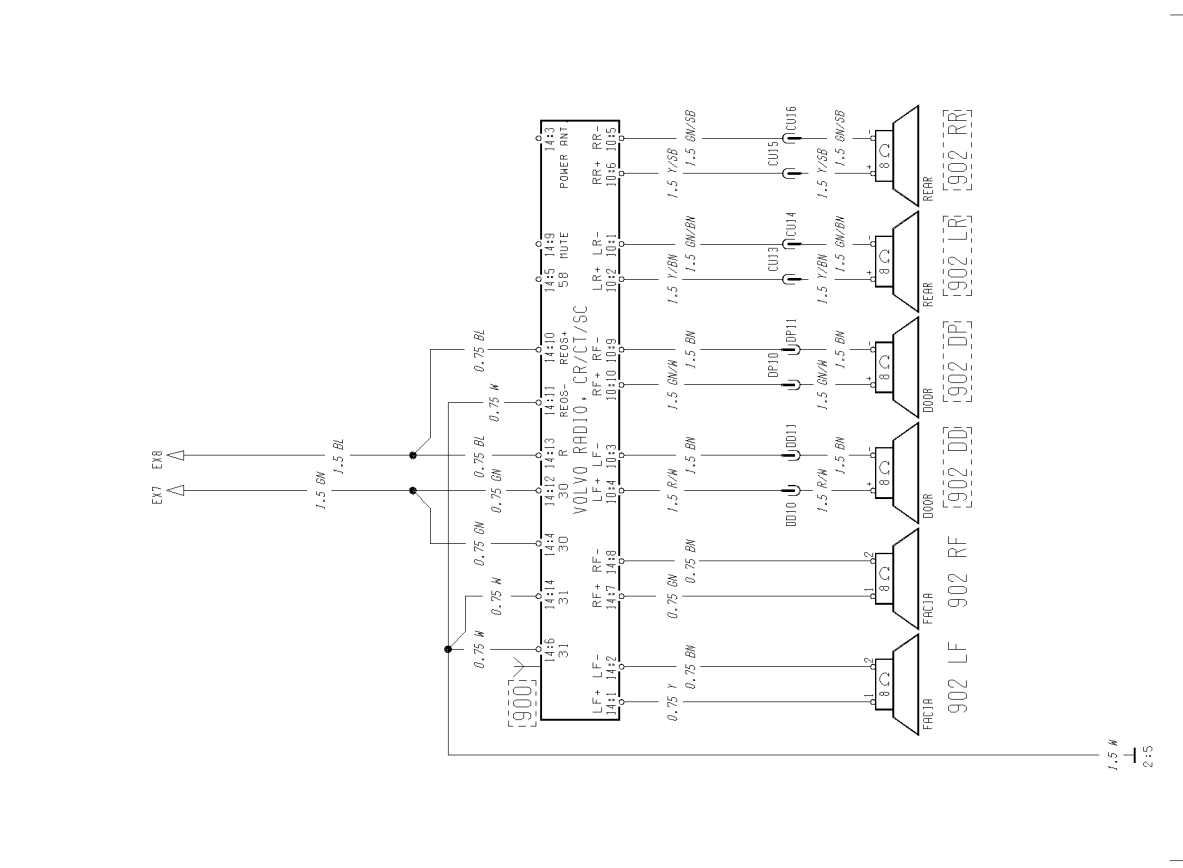 EX8
EX7
1.5 BL
1.5 GN
0.75 W
0.75 W
0.75 GN
0.75 GN
0.75 BL
0.75 W
0.75 BL
900
14:6
14:14
14:4
14:12
14:13
14:11
14:10
14:5
14:9
14:3
31
31
30
30
R
REOS-
REOS+
58
MUTE
POWER ANT
VOLVO RADIO, CR/CT/SC
LF+
LF-
RF+
RF-
LF+
LF-
RF+
RF-
LR+
LR-
RR+
RR-
14:1
14:2
14:7
14:8
10:4
10:3
10:10
10:9
10:2
10:1
10:6
10:5
0.75 Y
0.75 BN
0.75 GN
0.75 BN
1.5 R/W
1.5 BN
1.5 GN/W
1.5 BN
1.5 Y/BN
1.5 GN/BN
1.5 Y/SB
1.5 GN/SB
DD10
DD11
DP10
DP11
CU13
CU14
CU15
CU16
1.5 R/W
1.5 BN
1.5 GN/W
1.5 BN
1.5 Y/BN
1.5 GN/BN
1.5 Y/SB
1.5 GN/SB
1
2
1
2
+
-
+
-
+
-
+
-
8 Ω
8 Ω
8 Ω
8 Ω
8 Ω
8 Ω
FACIA
FACIA
DOOR
DOOR
REAR
REAR
902 LF
902 RF
902 DD
902 DP
902 LR
902 RR
1.5 W
2:5